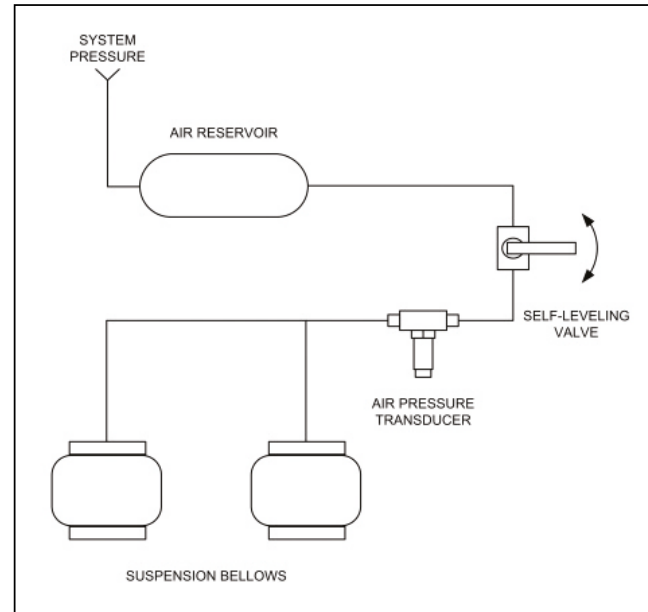 SYSTEM
PRESSURE
AIR RESERVOIR
SELF-LEVELING
VALVE
AIR PRESSURE
TRANSDUCER
SUSPENSION BELLOWS